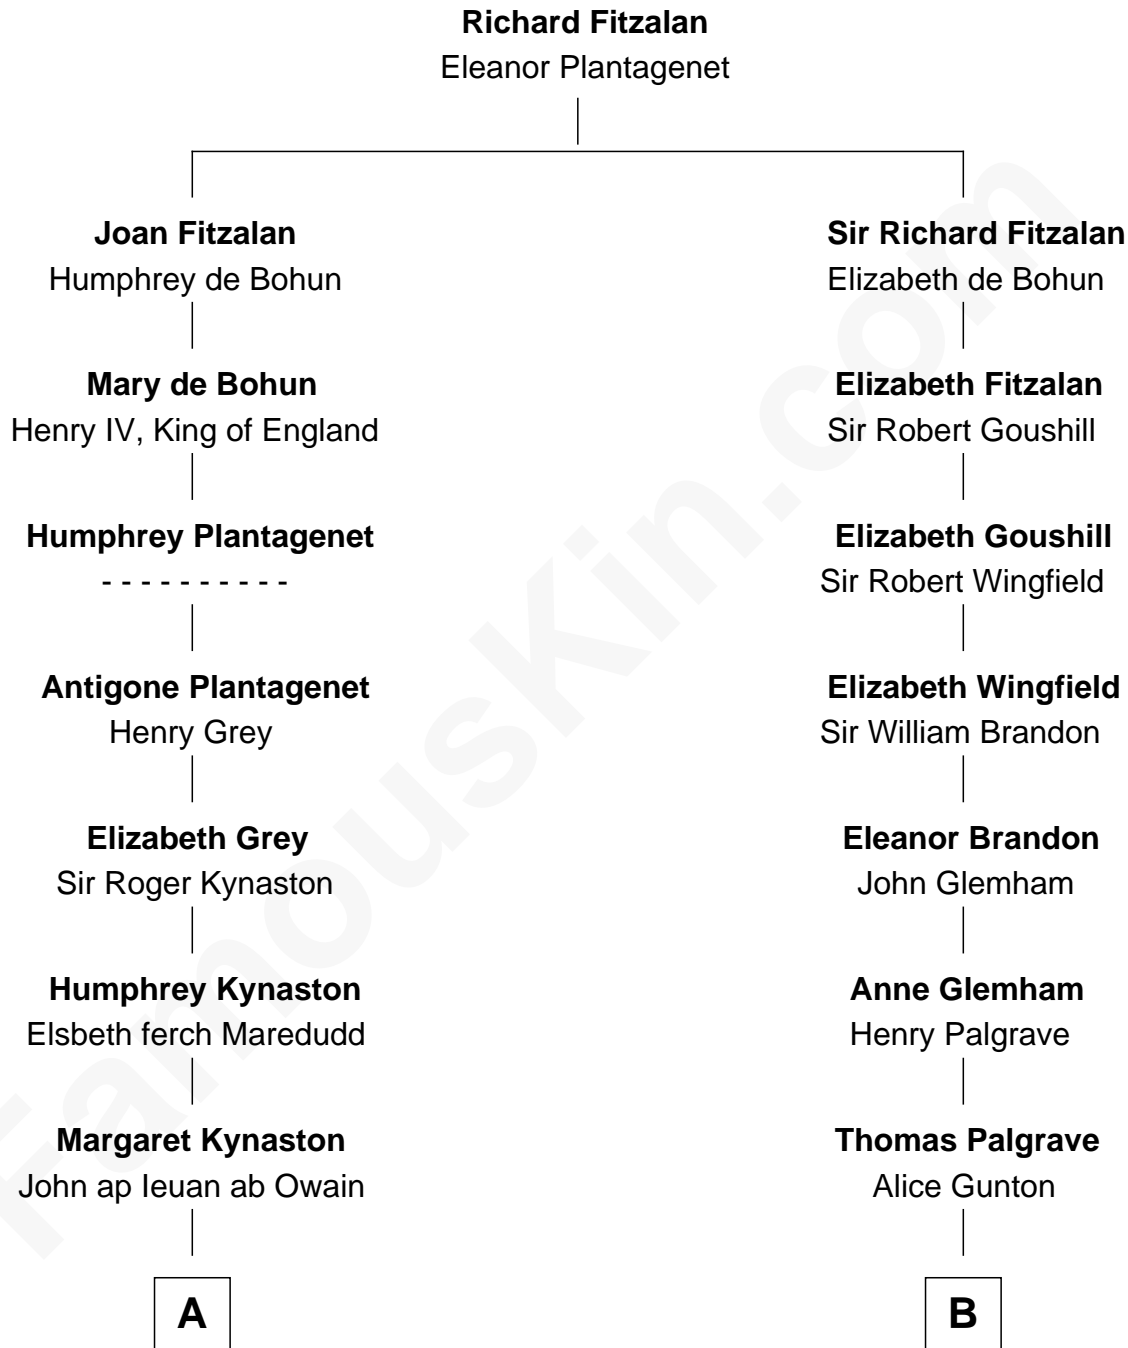 Richard Fitzalan
Eleanor Plantagenet
Joan Fitzalan
Humphrey de Bohun
Sir Richard Fitzalan
Elizabeth de Bohun
Mary de Bohun
Henry IV, King of England
Elizabeth Fitzalan
Sir Robert Goushill
Humphrey Plantagenet
- - - - - - - - - -
Elizabeth Goushill
Sir Robert Wingfield
Antigone Plantagenet
Henry Grey
Elizabeth Wingfield
Sir William Brandon
Elizabeth Grey
Sir Roger Kynaston
Eleanor Brandon
John Glemham
Humphrey Kynaston
Elsbeth ferch Maredudd
Anne Glemham
Henry Palgrave
Margaret Kynaston
John ap Ieuan ab Owain
Thomas Palgrave
Alice Gunton
A
B
FamousKin.com